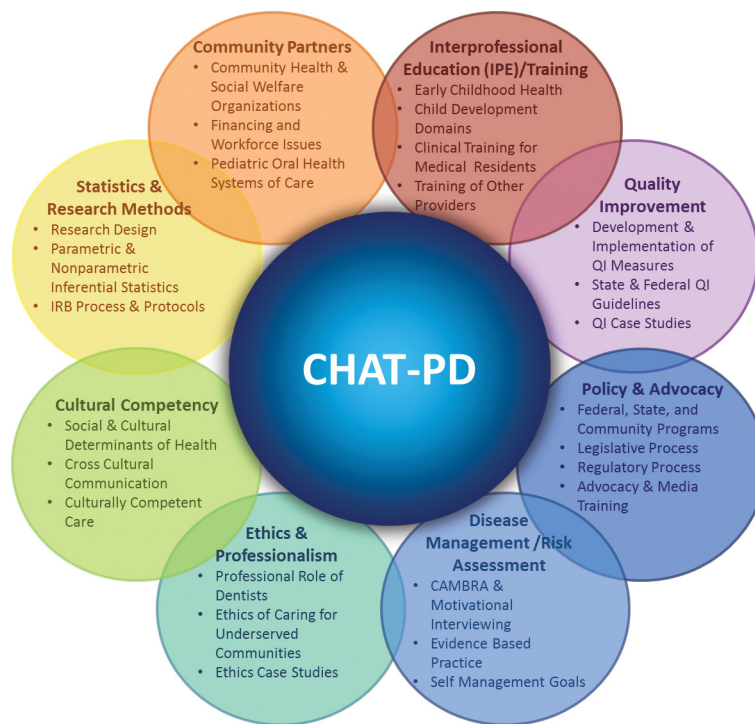 Community Partners
• Community Health &
Social Welfare
Organizations
• Financing and
Workforce Issues
• Pediatric Oral Health
Systems of Care
Interprofessional
Education (IPE)/Training
• Early Childhood Health
• Child Development
Domains
• Clinical Training for
Medical Residents
• Training of Other
Providers
Quality
Improvement
• Development &
Implementation of
QI Measures
• State & Federal QI
Guidelines
• QI Case Studies
Policy & Advocacy
• Federal, State, and
Community Programs
• Legislative Process
• Regulatory Process
• Advocacy & Media
Training
Disease
Management /Risk
Assessment
• CAMBRA &
Motivational
Interviewing
• Evidence Based
Practice
• Self Management Goals
Ethics &
Professionalism
• Professional Role of
Dentists
• Ethics of Caring for
Underserved
Communities
• Ethics Case Studies
Cultural Competency
• Social & Cultural
Determinants of Health
• Cross Cultural
Communication
• Culturally Competent
Care
Statistics &
Research Methods
• Research Design
• Parametric &
Nonparametric
Inferential Statistics
• IRB Process & Protocols
CHAT-PD